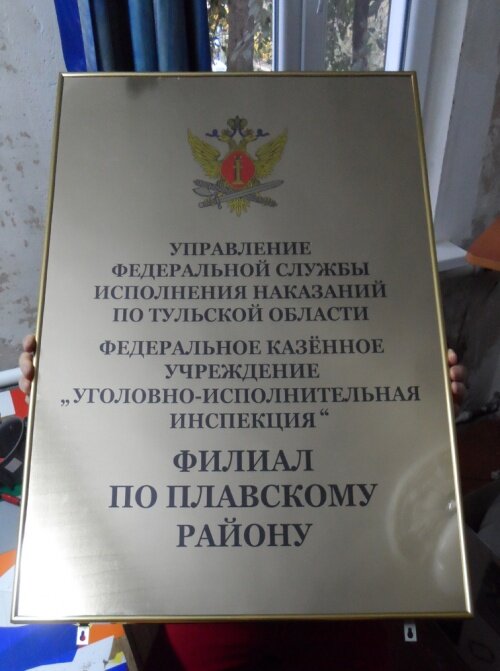 УПРАВЛЕНИЕ
ФЕДЕРАЛЬНОЙ СЛУЖБЫ
ИСПОЛНЕНИЯ НАКАЗАНИЙ
ПО ТУЛЬСКОЙ ОБЛАСТИ
ФЕДЕРАЛЬНОЕ КАЗЁННОЕ
УЧРЕЖДЕНИЕ
„УГОЛОВНО-ИСПОЛНИТЕЛЬНАЯ
ИНСПЕКЦИЯ“
ФИЛИАЛ
ПО ПЛАВСКОМУ
РАЙОНУ